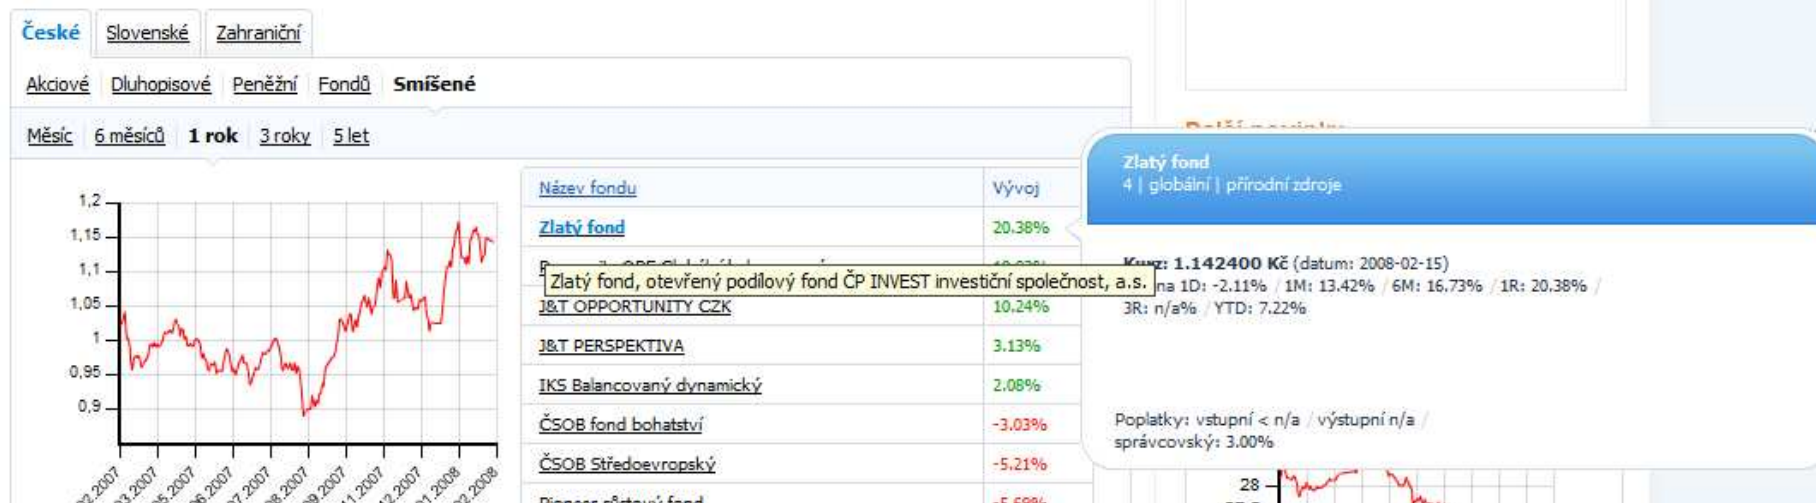 České Slovenské Zahraniční
Akciové Dluhopisové Peněžní Fondů Smíšené
Měsíc 6 měsíců 1 rok 3 roky 5 let
1,2
1,15
1,1
1,05
1
0,95
0,9
Název fondu Vývoj
Zlatý fond 20.38%
Zlatý fond, otevřený podílový fond ČP INVEST investiční společnost, a.s.
J&T OPPORTUNITY CZK 10.24%
J&T PERSPEKTIVA 3.13%
IKS Balancovaný dynamický 2.08%
ČSOB fond bohatství -3.03%
ČSOB Středoevropský -5.21%
Zlatý fond
4 | globální | přírodní zdroje
Kurz: 1.142400 Kč (datum: 2008-02-15)
na 1D: -2.11% / 1M: 13.42% / 6M: 16.73% / 1R: 20.38% /
3R: n/a% / YTD: 7.22%
Poplatky: vstupní < n/a / výstupní n/a /
správcovský: 3.00%
28